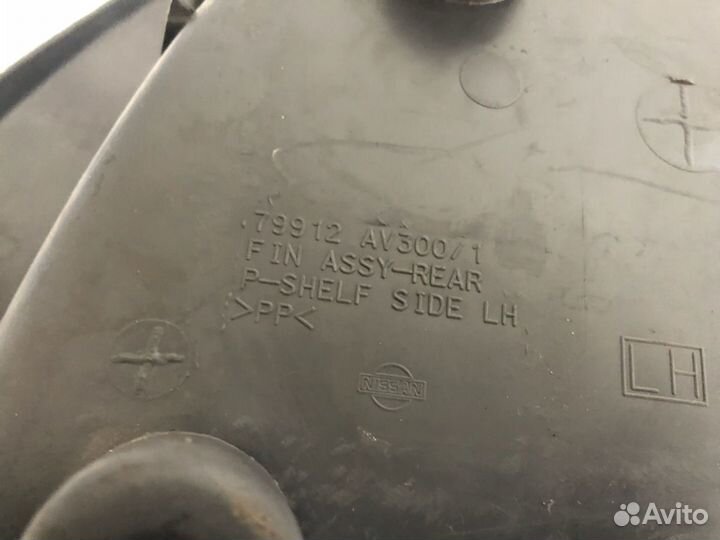 79912 AV300/1
FIN ASSY-REAR
P-SHELF SIDE LH
>PP<
NISSAN
LH
Avito